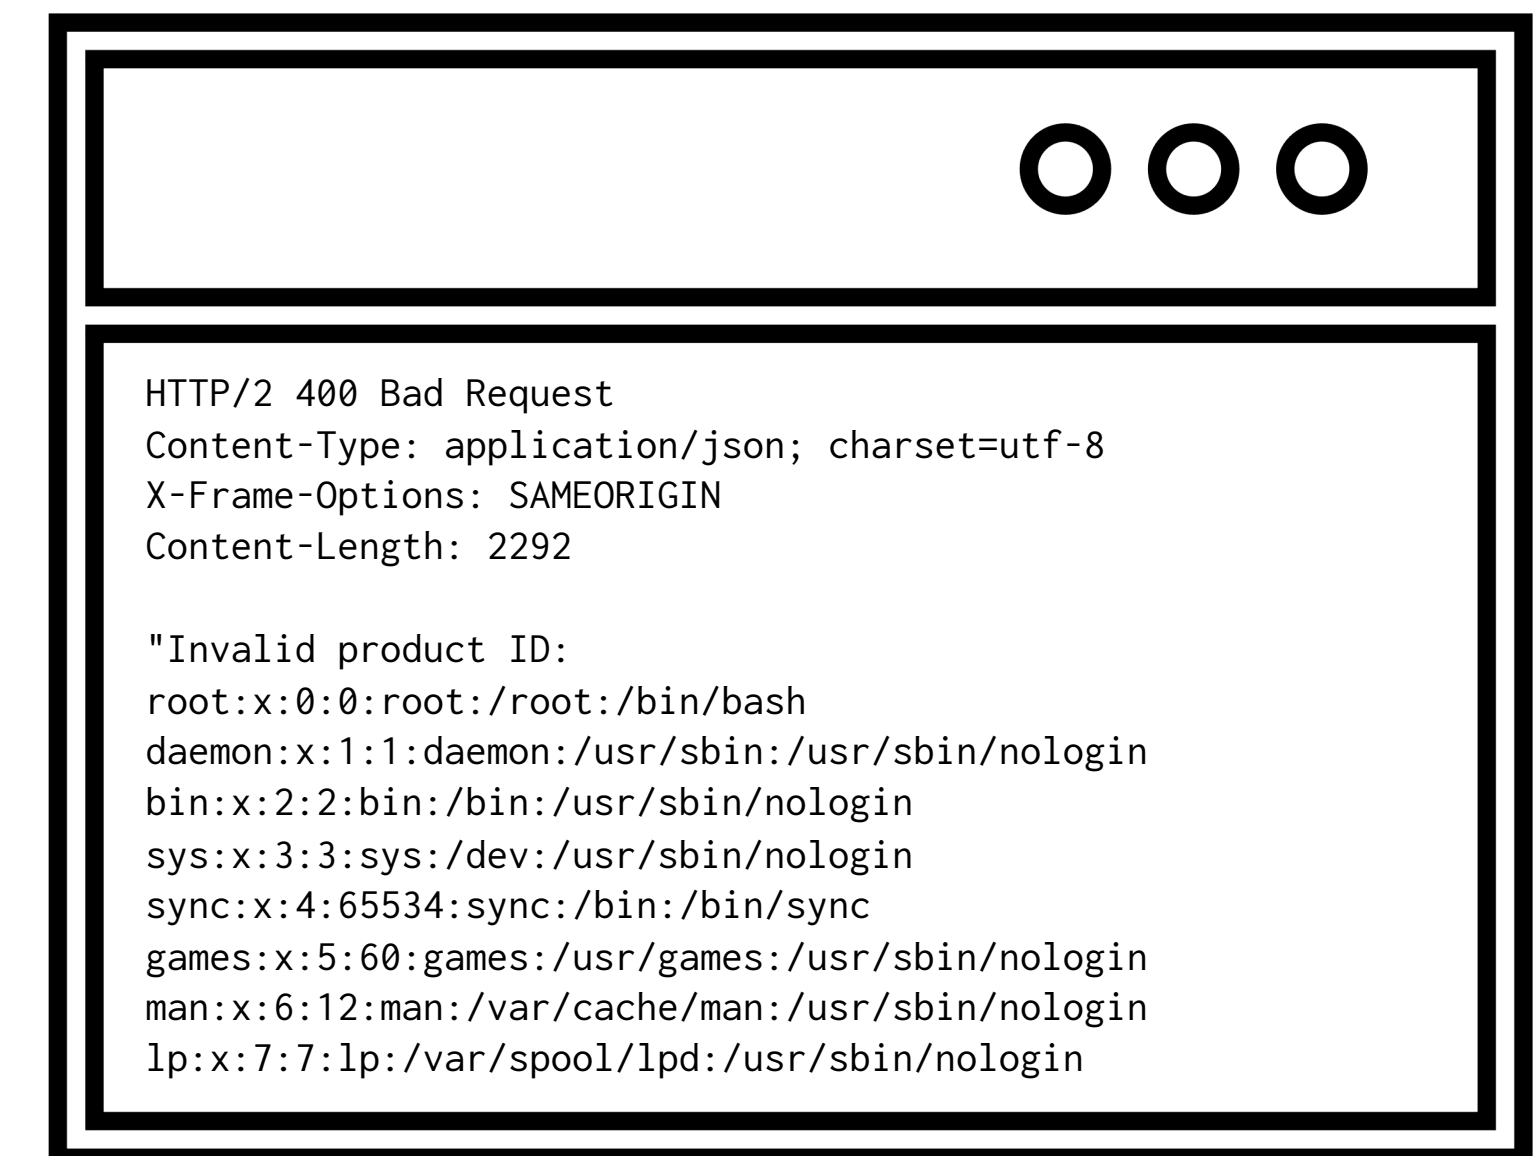 HTTP/2 400 Bad Request
Content-Type: application/json; charset=utf-8
X-Frame-Options: SAMEORIGIN
Content-Length: 2292

"Invalid product ID:
root:x:0:0:root:/root:/bin/bash
daemon:x:1:1:daemon:/usr/sbin:/usr/sbin/nologin
bin:x:2:2:bin:/bin:/usr/sbin/nologin
sys:x:3:3:sys:/dev:/usr/sbin/nologin
sync:x:4:65534:sync:/bin:/bin/sync
games:x:5:60:games:/usr/games:/usr/sbin/nologin
man:x:6:12:man:/var/cache/man:/usr/sbin/nologin
lp:x:7:7:lp:/var/spool/lpd:/usr/sbin/nologin